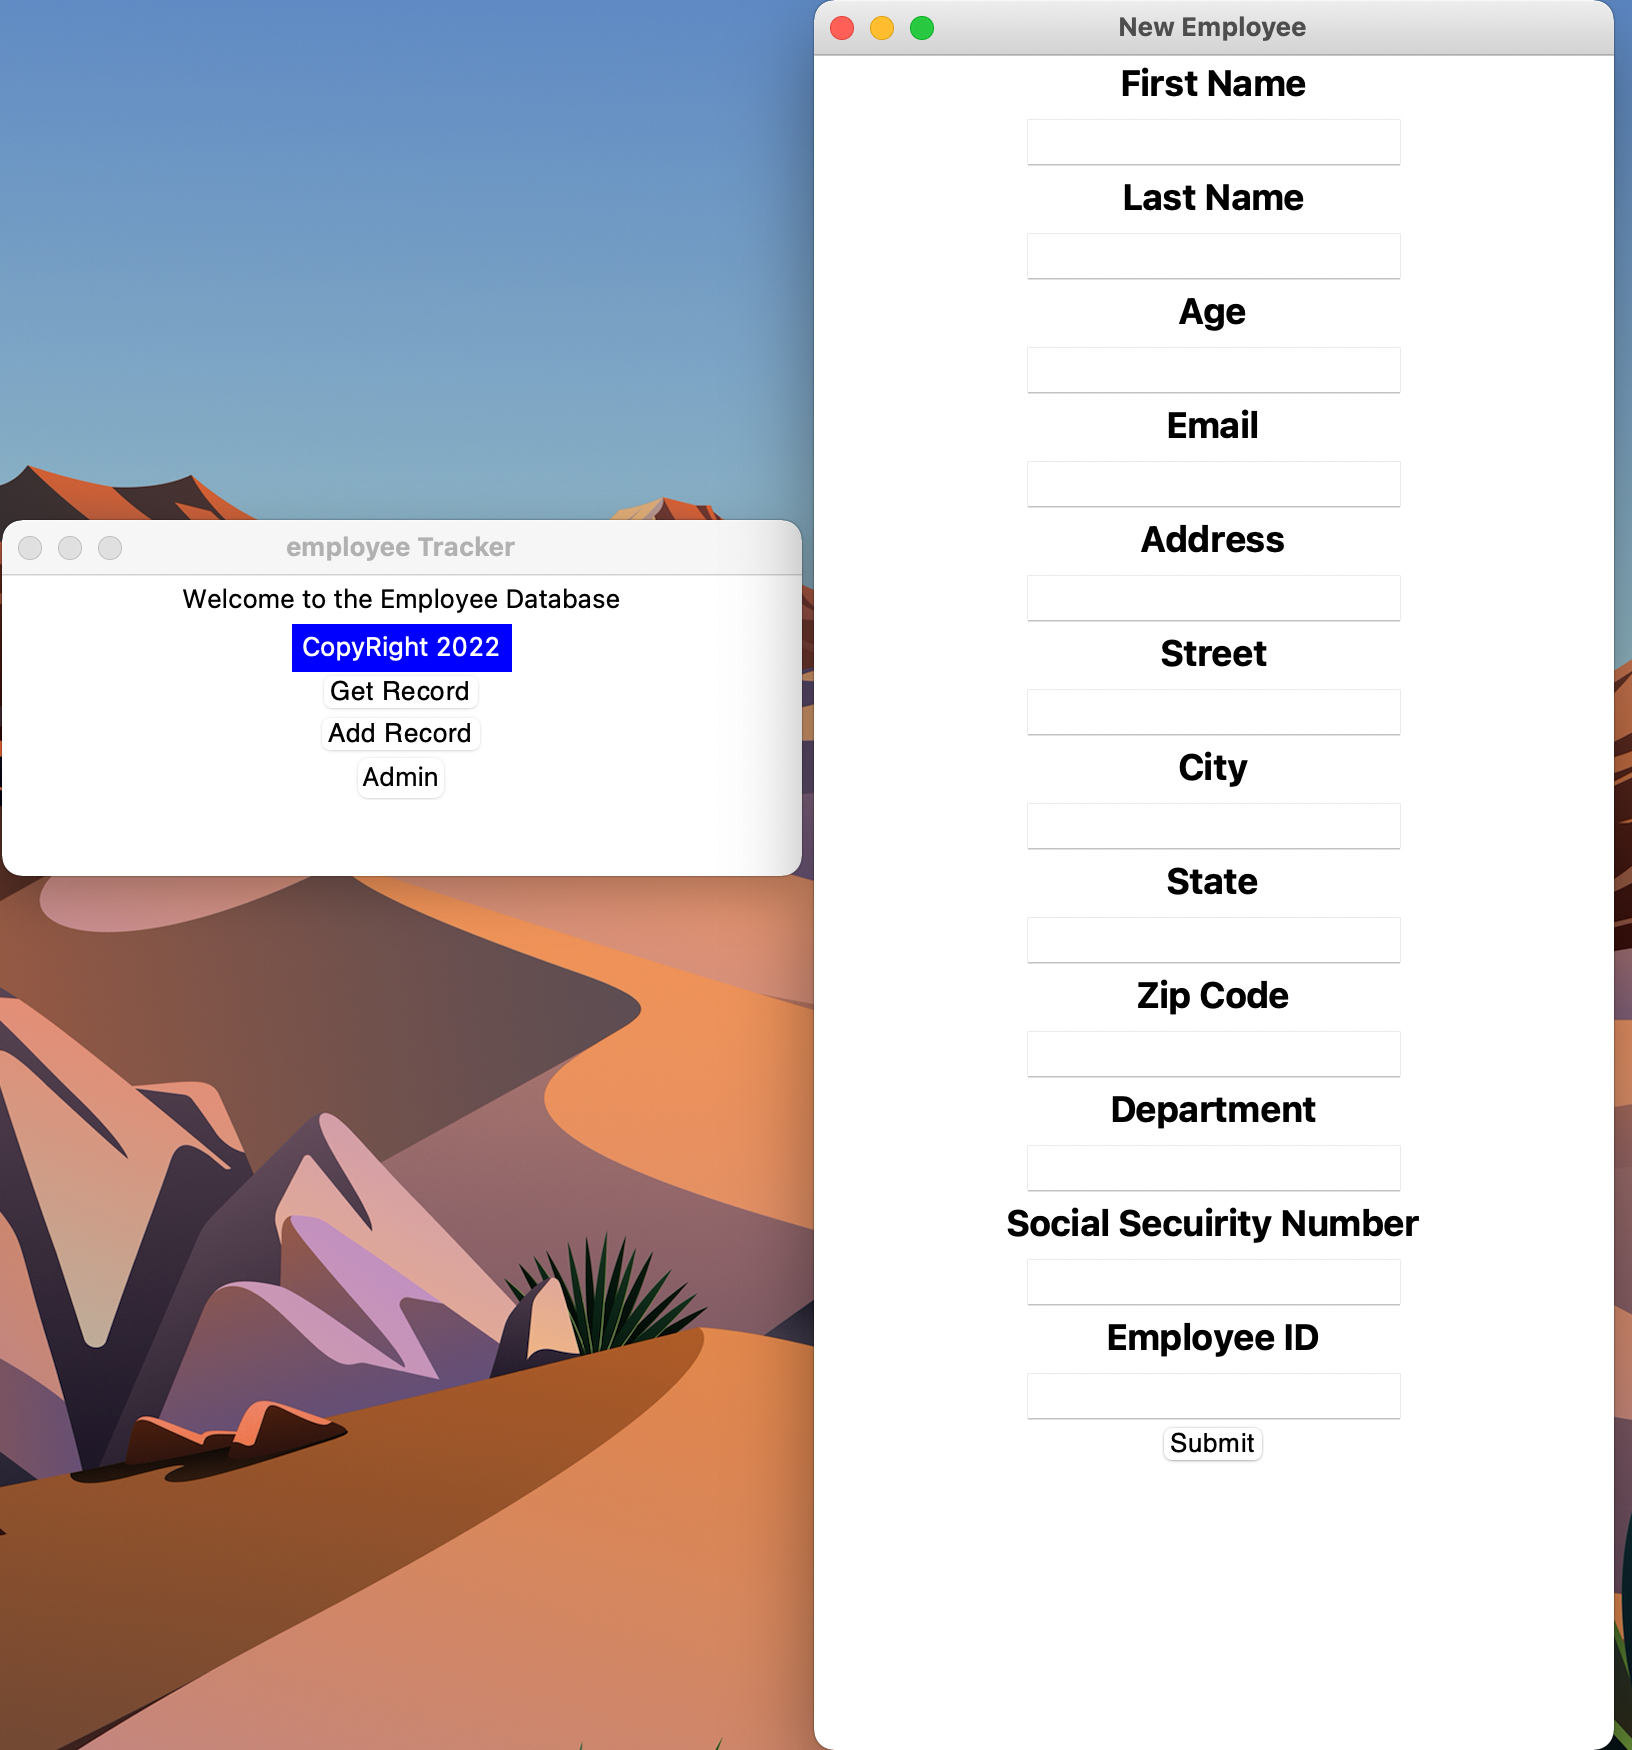 employee Tracker
Welcome to the Employee Database
CopyRight 2022
Get Record
Add Record
Admin
New Employee
First Name
Last Name
Age
Email
Address
Street
City
State
Zip Code
Department
Social Secuirity Number
Employee ID
Submit